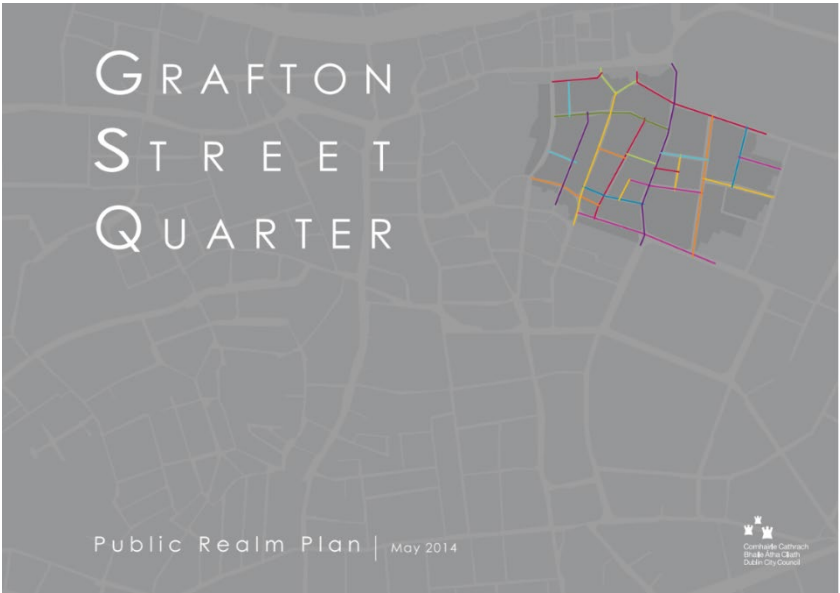 GRAFTON
STREET
QUARTER
Public Realm Plan | May 2014
Comhairle Cathrach
Bhaile Átha Cliath
Dublin City Council